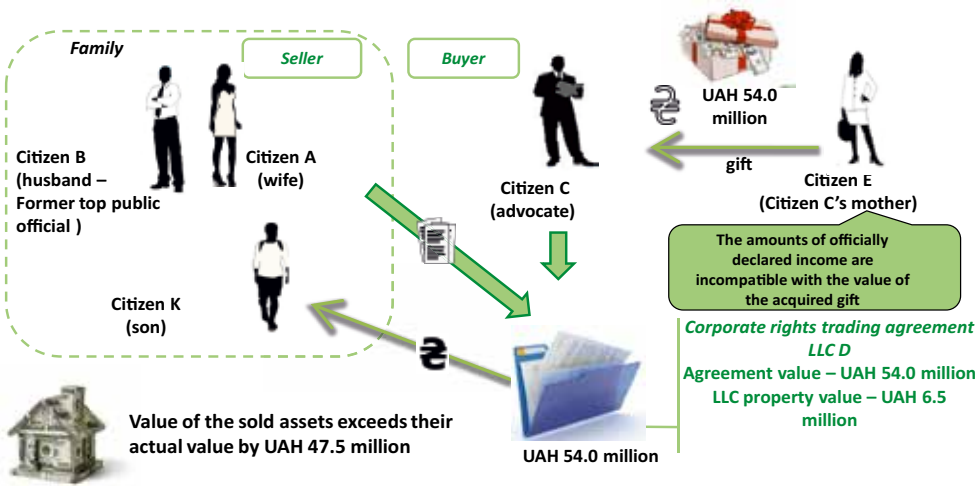 Family
Seller
Buyer
UAH 54.0
million
gift
Citizen B
(husband –
Former top public
official )
Citizen A
(wife)
Citizen C
(advocate)
Citizen E
(Citizen C's mother)
The amounts of officially
declared income are
incompatible with the value of
the acquired gift
Citizen K
(son)
₴
Corporate rights trading agreement
LLC D
Agreement value – UAH 54.0 million
LLC property value – UAH 6.5
million
Value of the sold assets exceeds their
actual value by UAH 47.5 million
UAH 54.0 million